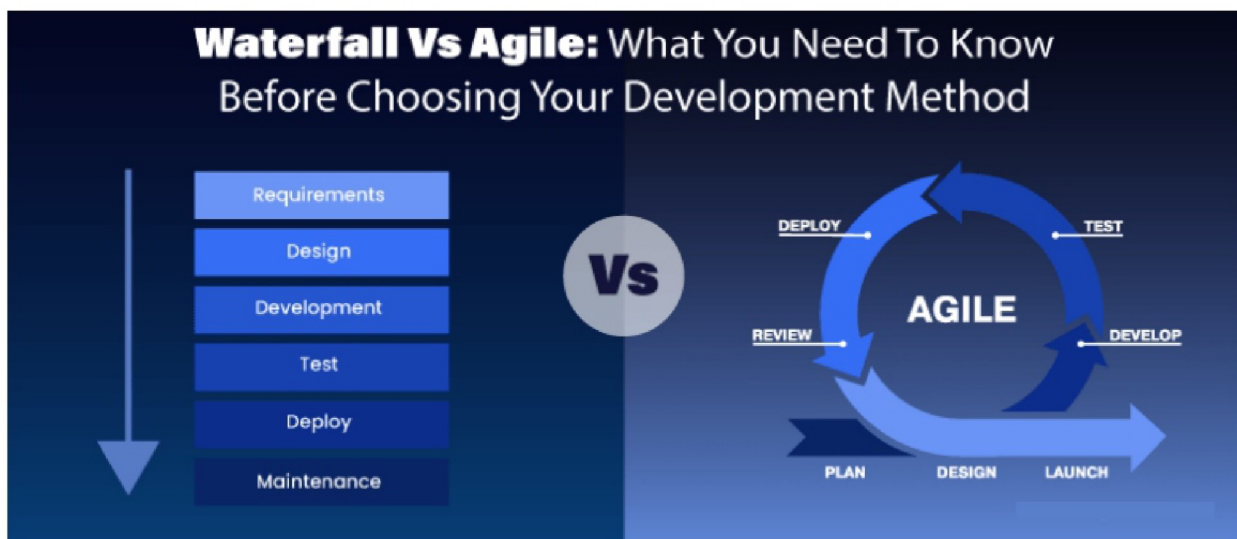 Waterfall Vs Agile: What You Need To Know
Before Choosing Your Development Method
Requirements
Design
Development
Test
Deploy
Maintenance
Vs
DEPLOY
TEST
AGILE
REVIEW
DEVELOP
PLAN
DESIGN
LAUNCH